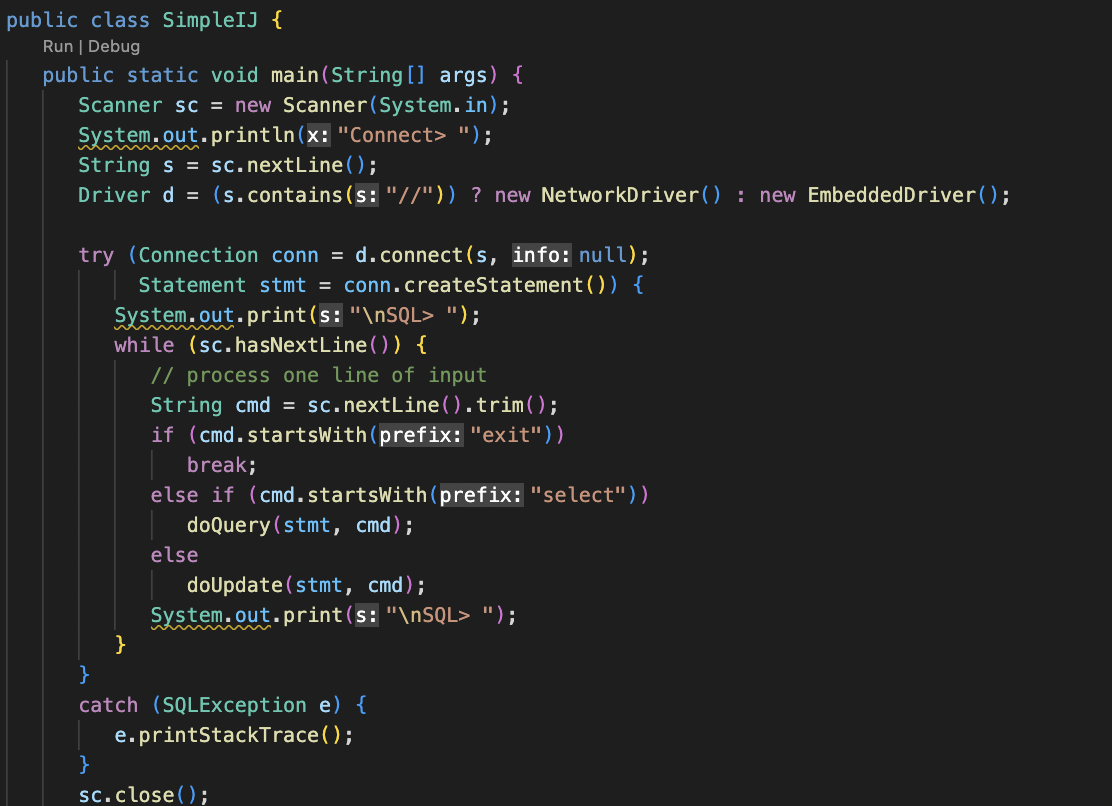 public class SimpleIJ {
Run | Debug
public static void main(String[] args) {
Scanner sc = new Scanner(System.in);
System.out.println(x: "Connect> ");
String s = sc.nextLine();
Driver d = (s.contains(s: "//")) ? new NetworkDriver() : new EmbeddedDriver();
try (Connection conn = d.connect(s, info: null);
Statement stmt = conn.createStatement()) {
System.out.print(s: "\nSQL> ");
while (sc.hasNextLine()) {
// process one line of input
String cmd = sc.nextLine().trim();
if (cmd.startsWith(prefix: "exit"))
break;
else if (cmd.startsWith(prefix: "select"))
doQuery(stmt, cmd);
else
doUpdate(stmt, cmd);
System.out.print(s: "\nSQL> ");
}
}
catch (SQLException e) {
e.printStackTrace();
}
sc.close();